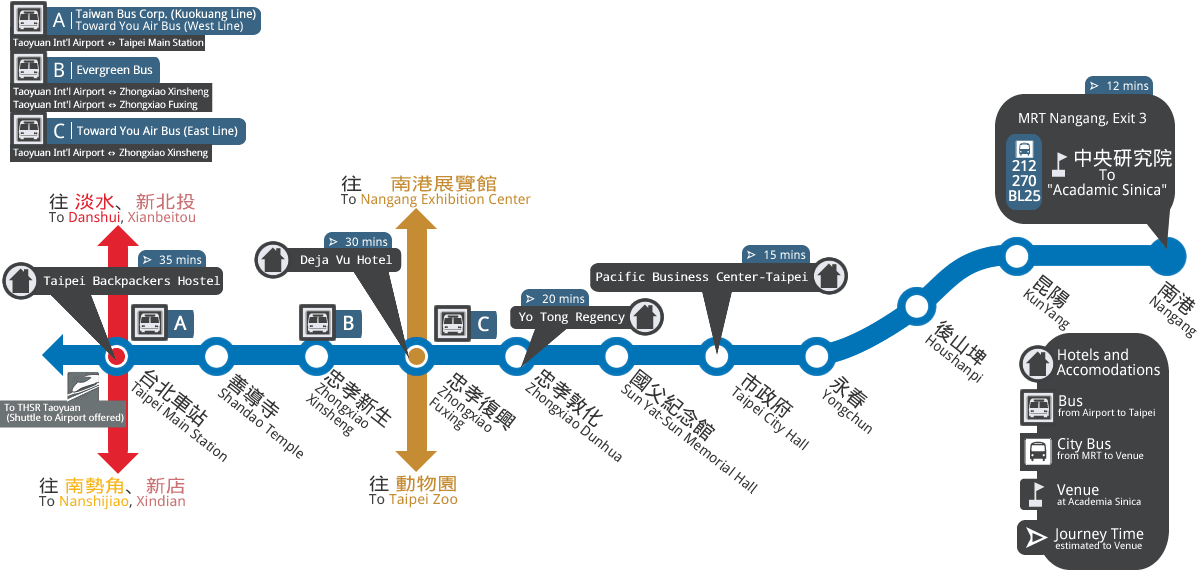 A
Taiwan Bus Corp. (Kuokuang Line)
Toward You Air Bus (West Line)
Taoyuan Int'l Airport ⇔ Taipei Main Station
B
Evergreen Bus
Taoyuan Int'l Airport ⇔ Zhongxiao Xinsheng
Taoyuan Int'l Airport ⇔ Zhongxiao Fuxing
C
Toward You Air Bus (East Line)
Taoyuan Int'l Airport ⇔ Zhongxiao Xinsheng
12 mins
MRT Nangang, Exit 3
212
270
BL25
中央研究院
To
"Acadamic Sinica"
往 淡水、新北投
To Danshui, Xianbeitou
往 南港展覽館
To Nangang Exhibition Center
35 mins
Taipei Backpackers Hostel
30 mins
Deja Vu Hotel
20 mins
Yo Tong Regency
15 mins
Pacific Business Center-Taipei
A
B
C
To THSR Taoyuan
(Shuttle to Airport offered)
台北車站
Taipei Main Station
善導寺
Shandao Temple
忠孝新生
Zhongxiao
Xinsheng
忠孝復興
Zhongxiao
Fuxing
忠孝敦化
Zhongxiao Dunhua
國父紀念館
Sun Yat-Sun Memorial Hall
市政府
Taipei City Hall
永春
Yongchun
後山埤
Houshanpi
昆陽
KunYang
南港
Nangang
往 南勢角、新店
To Nanshijiao, Xindian
往 動物園
To Taipei Zoo
Hotels and
Accomodations
Bus
from Airport to Taipei
City Bus
from MRT to Venue
Venue
at Academia Sinica
Journey Time
estimated to Venue